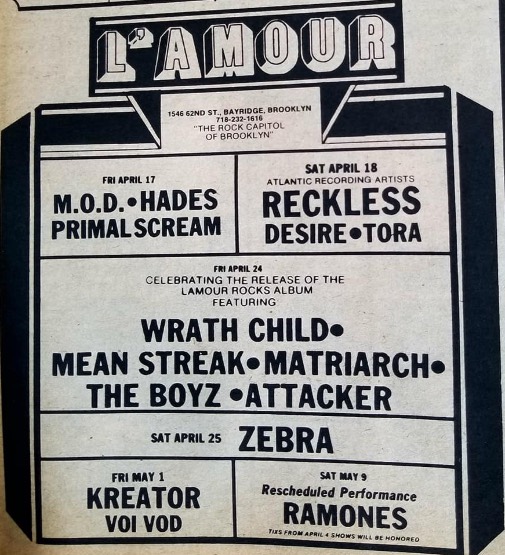 L'AMOUR
1546 62ND ST., BAYRIDGE, BROOKLYN
718-232-1616
"THE ROCK CAPITOL
OF BROOKLYN"
FRI APRIL 17
M.O.D.•HADES
PRIMAL SCREAM
SAT APRIL 18
ATLANTIC RECORDING ARTISTS
RECKLESS
DESIRE•TORA
FRI APRIL 24
CELEBRATING THE RELEASE OF THE
LAMOUR ROCKS ALBUM
FEATURING
WRATH CHILD•
MEAN STREAK•MATRIARCH•
THE BOYZ •ATTACKER
SAT APRIL 25 ZEBRA
FRI MAY 1
KREATOR
VOI VOD
SAT MAY 9
Rescheduled Performance
RAMONES
TIXS FROM APRIL 4 SHOWS WILL BE HONORED